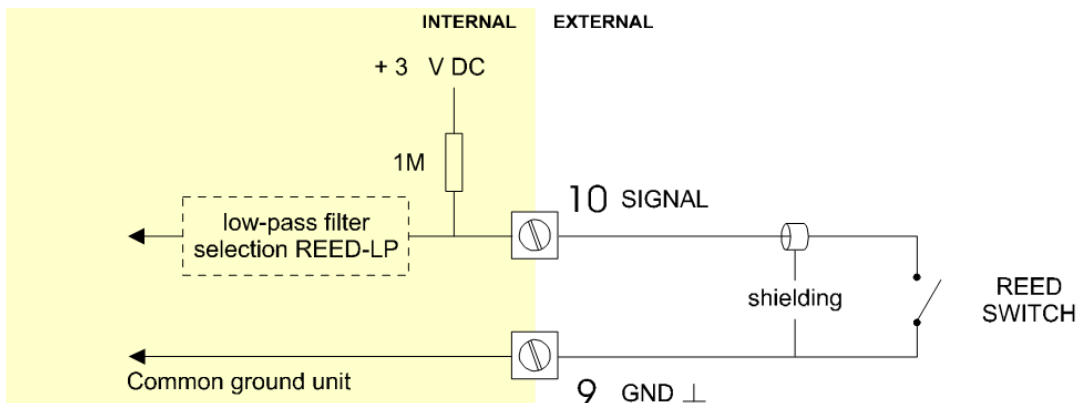 INTERNAL EXTERNAL
+ 3 V DC
1M
10 SIGNAL
low-pass filter
selection REED-LP
shielding
REED
SWITCH
Common ground unit
9 GND ⊥